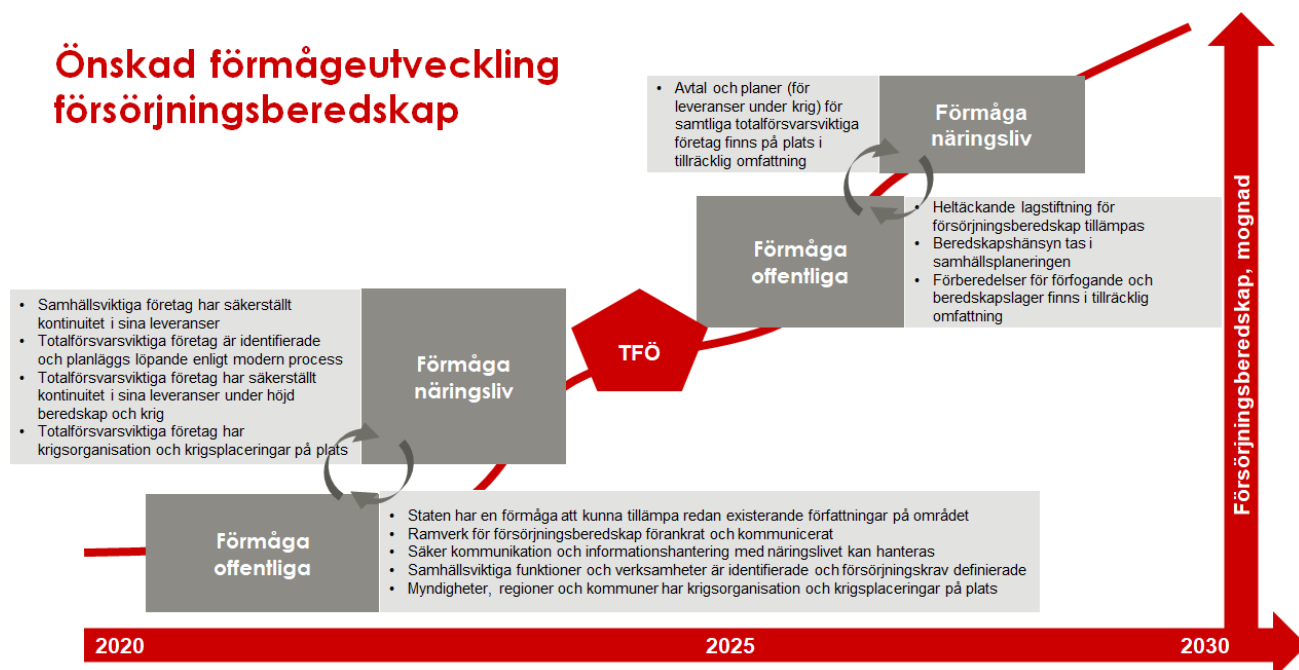 Önskad förmågeutveckling
försörjningsberedskap
• Avtal och planer (för
leveranser under krig) för
samtliga totalförsvarsviktiga
företag finns på plats i
tillräcklig omfattning
Förmåga
näringsliv
Förmåga
offentliga
• Heltäckande lagstiftning för
försörjningsberedskap tillämpas
• Beredskapshänsyn tas i
samhällsplaneringen
• Förberedelser för förfogande och
beredskapslager finns i tillräcklig
omfattning
• Samhällsviktiga företag har säkerställt
kontinuitet i sina leveranser
• Totalförsvarsviktiga företag är identifierade
och planläggs löpande enligt modern process
• Totalförsvarsviktiga företag har säkerställt
kontinuitet i sina leveranser under höjd
beredskap och krig
• Totalförsvarsviktiga företag har
krigsorganisation och krigsplaceringar på plats
Förmåga
näringsliv
TFÖ
Förmåga
offentliga
• Staten har en förmåga att kunna tillämpa redan existerande författningar på området
• Ramverk för försörjningsberedskap förankrat och kommunicerat
• Säker kommunikation och informationshantering med näringslivet kan hanteras
• Samhällsviktiga funktioner och verksamheter är identifierade och försörjningskrav definierade
• Myndigheter, regioner och kommuner har krigsorganisation och krigsplaceringar på plats
Försörjningsberedskap, mognad
2020
2025
2030